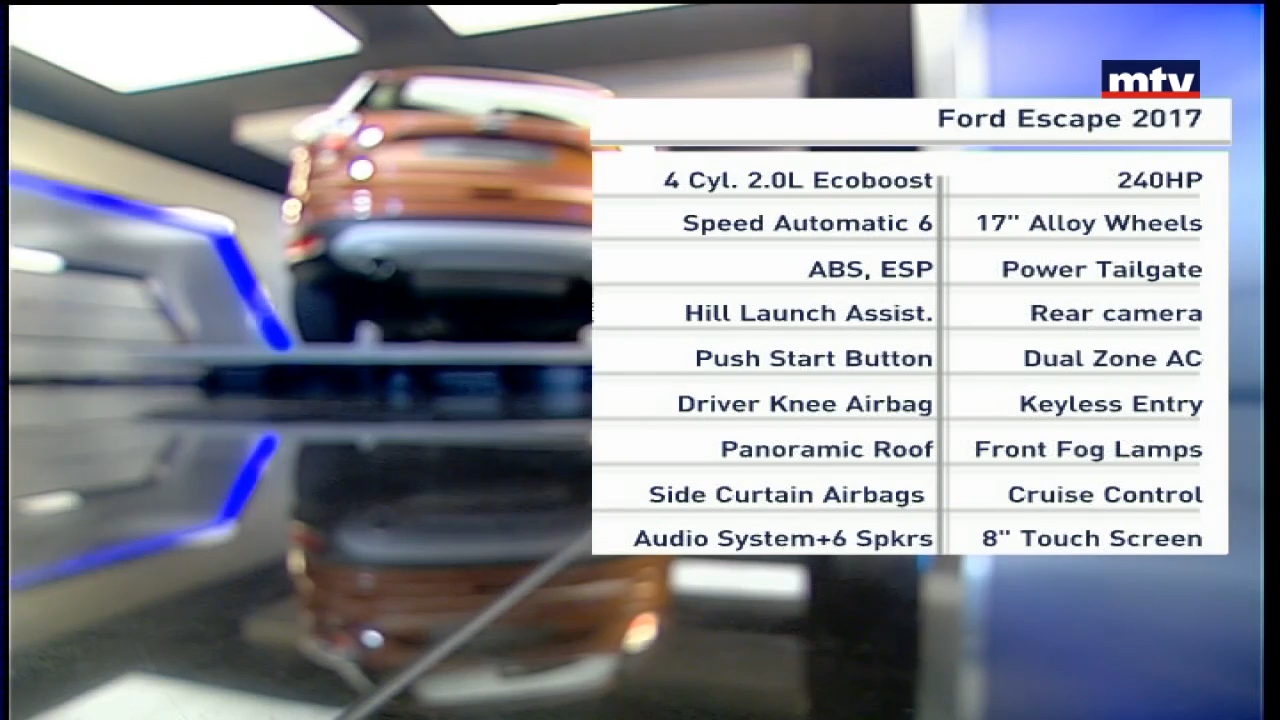 mtv
Ford Escape 2017
4 Cyl. 2.0L Ecoboost 240HP
Speed Automatic 6 17" Alloy Wheels
ABS, ESP Power Tailgate
Hill Launch Assist. Rear camera
Push Start Button Dual Zone AC
Driver Knee Airbag Keyless Entry
Panoramic Roof Front Fog Lamps
Side Curtain Airbags Cruise Control
Audio System+6 Spkrs 8" Touch Screen